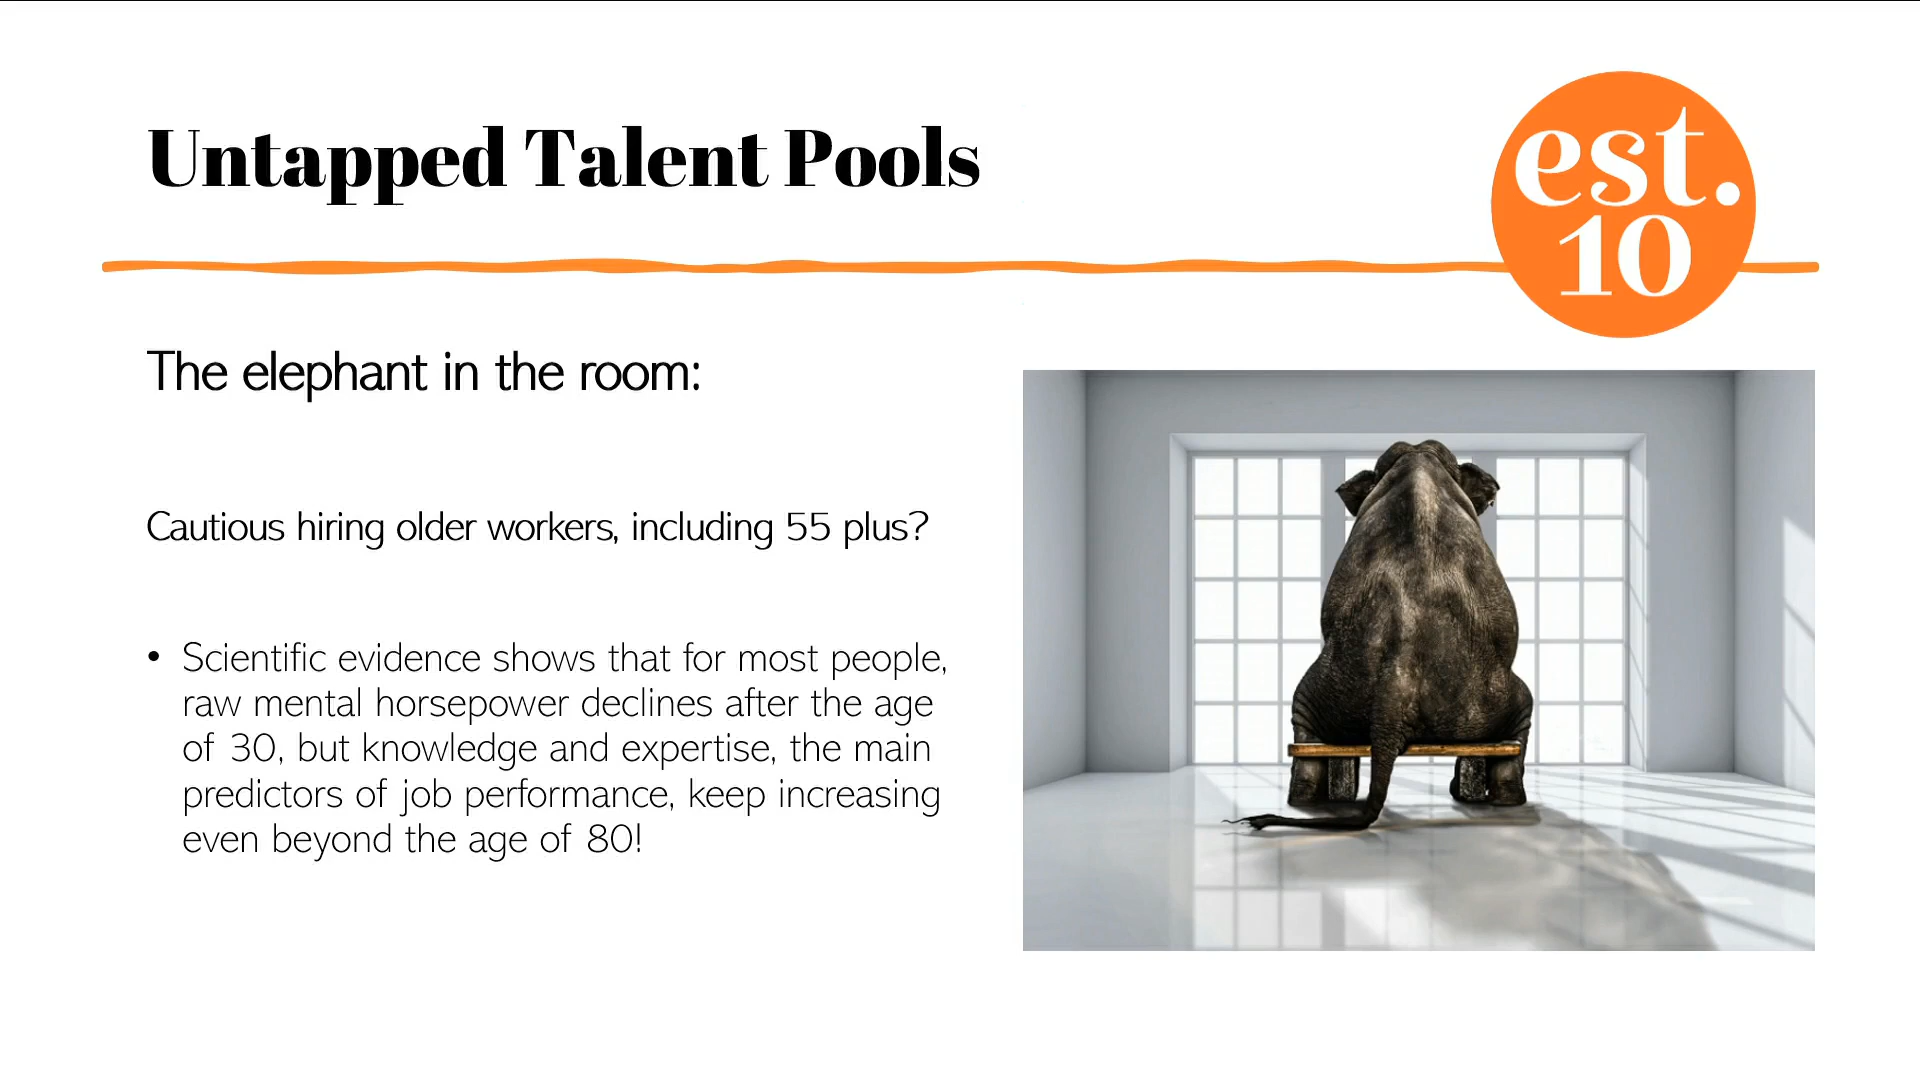 Untapped Talent Pools
est.
10
The elephant in the room:
Cautious hiring older workers, including 55 plus?
• Scientific evidence shows that for most people,
raw mental horsepower declines after the age
of 30, but knowledge and expertise, the main
predictors of job performance, keep increasing
even beyond the age of 80!